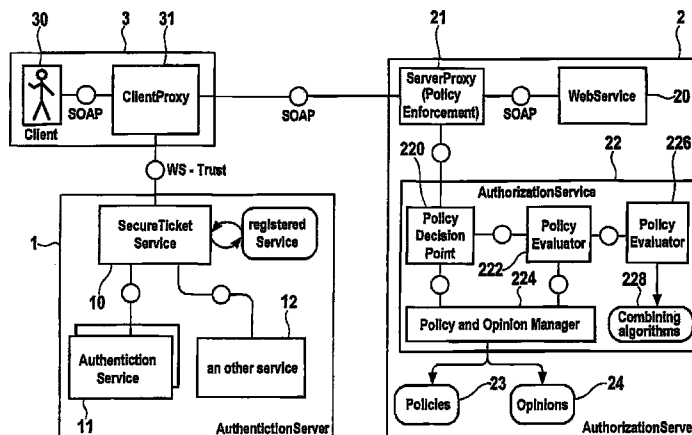 30
3
31
21
2
Client
SOAP
ClientProxy
SOAP
ServerProxy
(Policy
Enforcement)
SOAP
WebService
20
WS - Trust
1
SecureTicket
Service
registered
Service
10
12
Authentiction
Service
an other service
11
AuthentictionServer
22
226
220
AuthorizationService
Policy
Decision
Point
Policy
Evaluator
222
Policy
Evaluator
224
228
Policy and Opinion Manager
Combining
algorithms
Policies
23
Opinions
24
AuthorizationServer